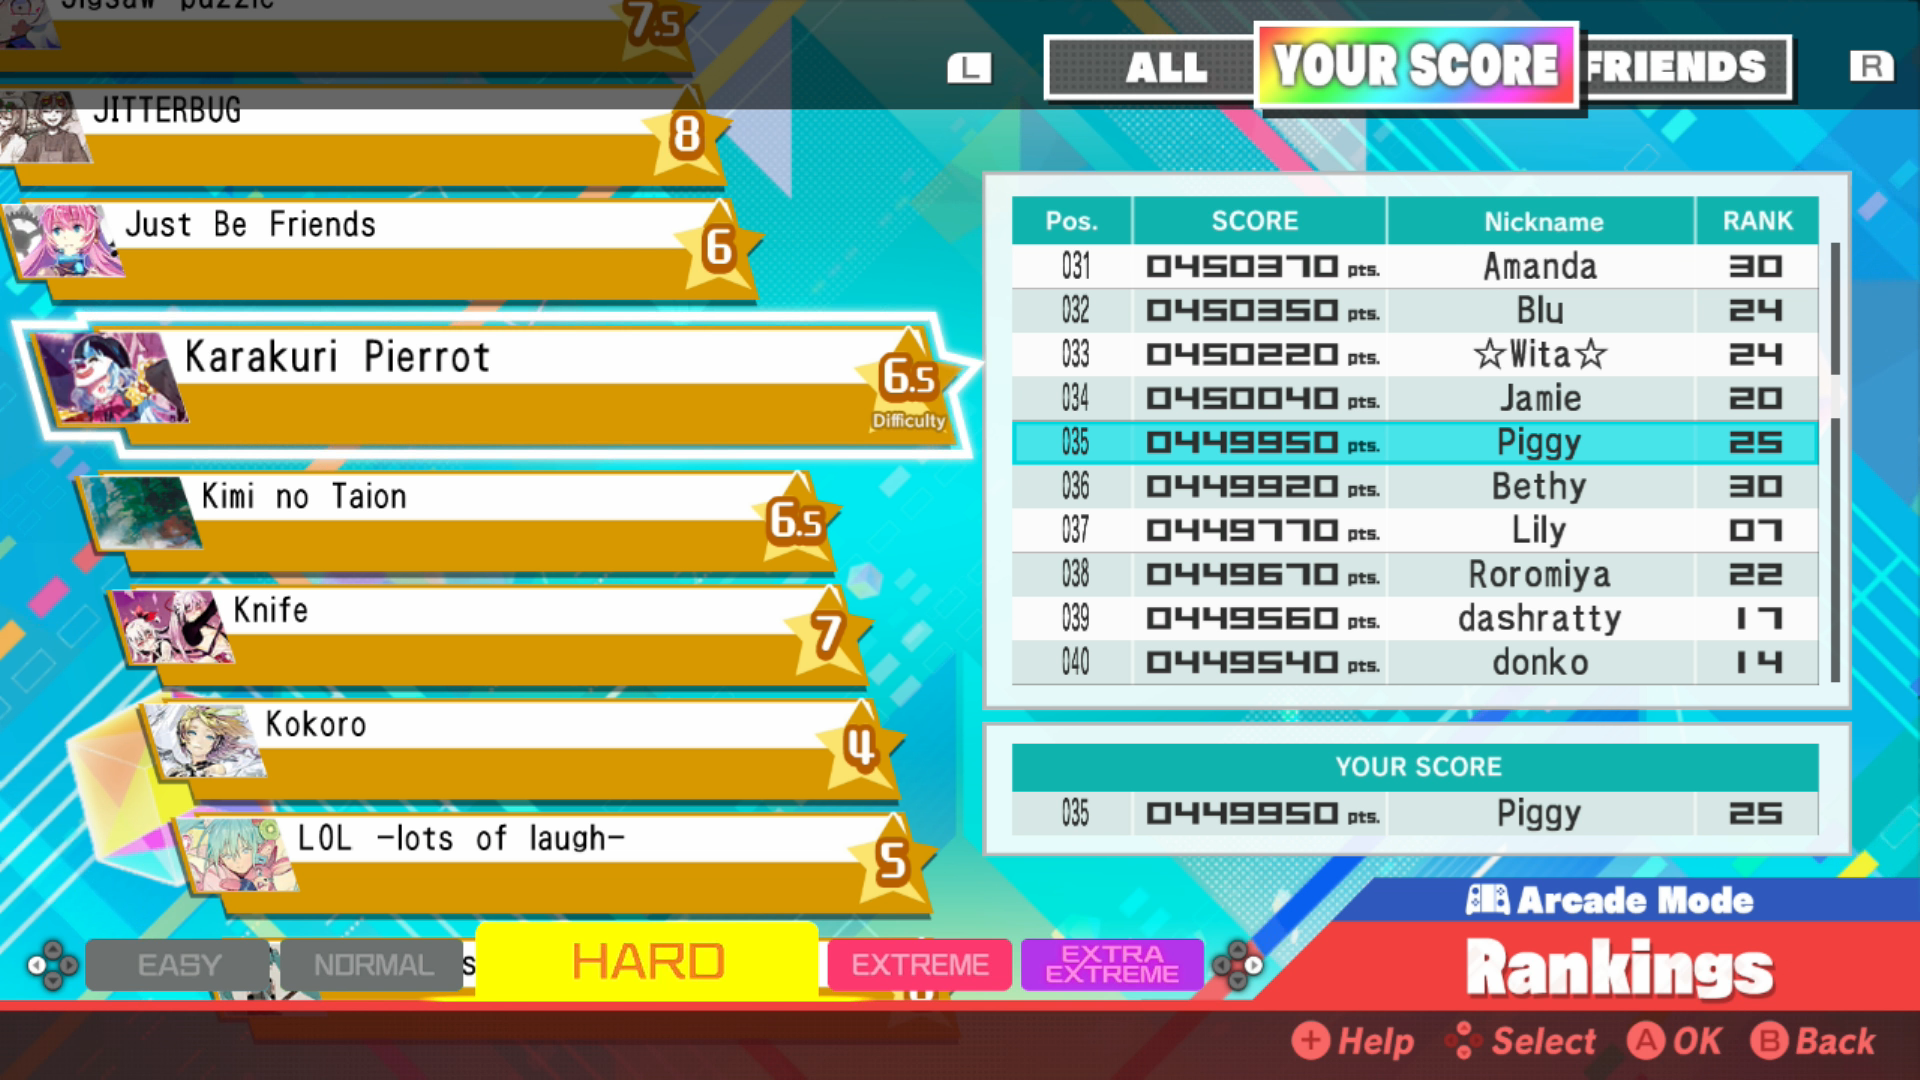 Jigsaw puzzle
7.5
L
ALL
YOUR SCORE
FRIENDS
R
JITTERBUG
8
Just Be Friends
6
Karakuri Pierrot
6.5
Difficulty
Kimi no Taion
6.5
Knife
7
Kokoro
4
LOL -lots of laugh-
5
Pos. SCORE Nickname RANK
031 0450370 pts. Amanda 30
032 0450350 pts. Blu 24
033 0450220 pts. ☆Wita☆ 24
034 0450040 pts. Jamie 20
035 0449950 pts. Piggy 25
036 0449920 pts. Bethy 30
037 0449770 pts. Lily 07
038 0449670 pts. Roromiya 22
039 0449560 pts. dashratty 17
040 0449540 pts. donko 14
YOUR SCORE
035 0449950 pts. Piggy 25
Arcade Mode
Rankings
EASY
NORMAL
HARD
EXTREME
EXTRA
EXTREME
+ Help
Select
A OK
B Back